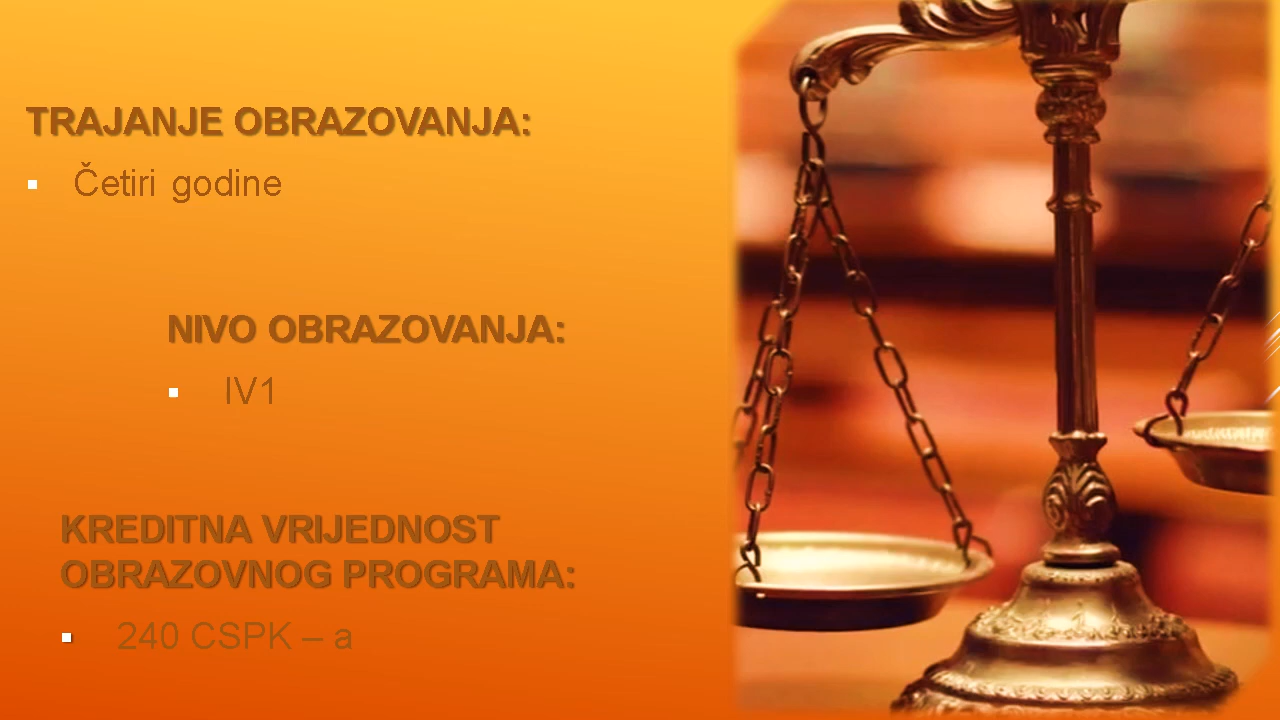 TRAJANJE OBRAZOVANJA:
Četiri godine
NIVO OBRAZOVANJA:
IV1
KREDITNA VRIJEDNOST
OBRAZOVNOG PROGRAMA:
240 CSPK – a